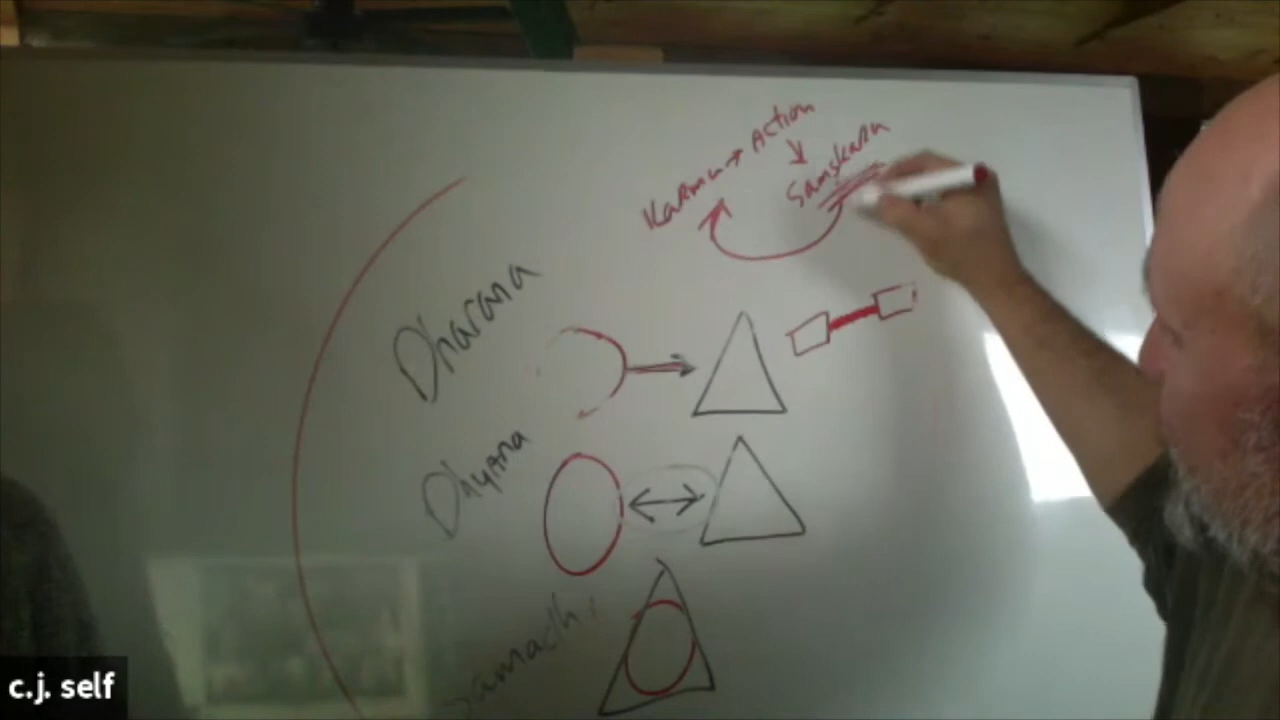 Karma → Action
↓
Samskara
Dharana
Dhyana
Samadhi
c.j. self